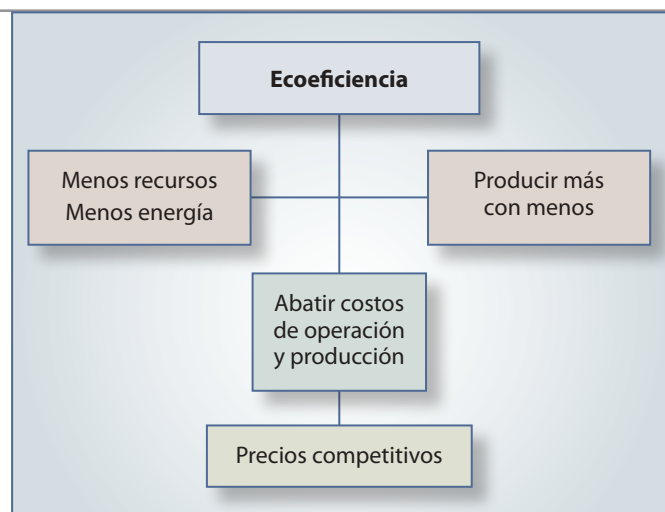 Ecoeficiencia
Menos recursos
Menos energía
Producir más
con menos
Abatir costos
de operación
y producción
Precios competitivos